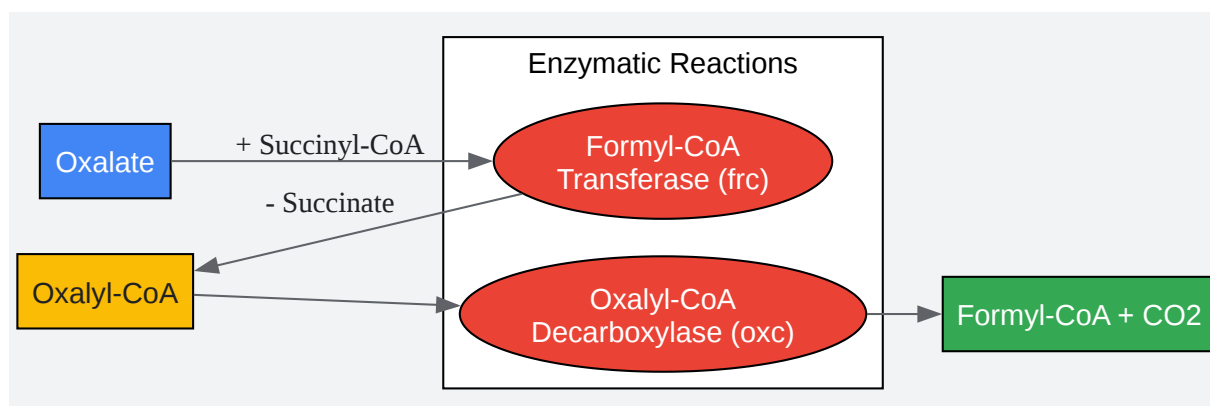 Enzymatic Reactions
Oxalate
+ Succinyl-CoA
Formyl-CoA
Transferase (frc)
- Succinate
Oxalyl-CoA
Oxalyl-CoA
Decarboxylase (oxc)
Formyl-CoA + CO2